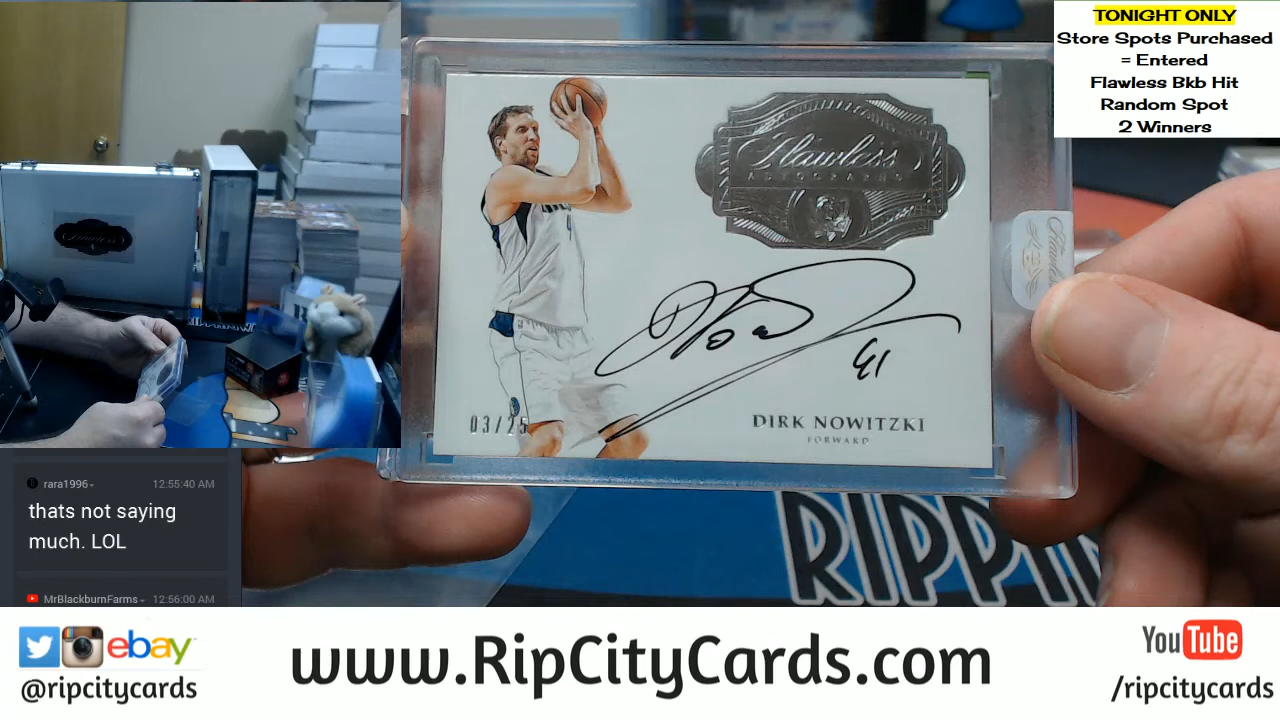 TONIGHT ONLY
Store Spots Purchased
= Entered
Flawless Bkb Hit
Random Spot
2 Winners
Flawless
AUTOGRAPHS
41
03/25
DIRK NOWITZKI
FORWARD
Flawless
rara1996
12:55:40 AM
thats not saying
much. LOL
MrBlackburnFarms
12:56:00 AM
RIPPIN
ebay
@ripcitycards
www.RipCityCards.com
YouTube
/ripcitycards